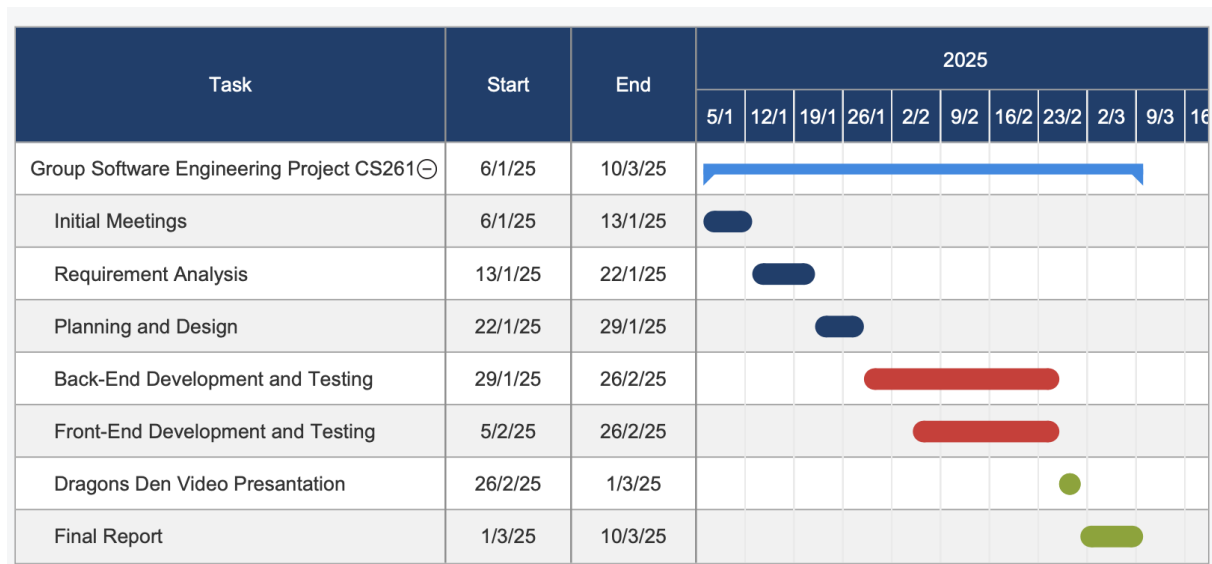 Task Start End 2025
5/1 12/1 19/1 26/1 2/2 9/2 16/2 23/2 2/3 9/3 16
Group Software Engineering Project CS261 6/1/25 10/3/25
Initial Meetings 6/1/25 13/1/25
Requirement Analysis 13/1/25 22/1/25
Planning and Design 22/1/25 29/1/25
Back-End Development and Testing 29/1/25 26/2/25
Front-End Development and Testing 5/2/25 26/2/25
Dragons Den Video Presantation 26/2/25 1/3/25
Final Report 1/3/25 10/3/25